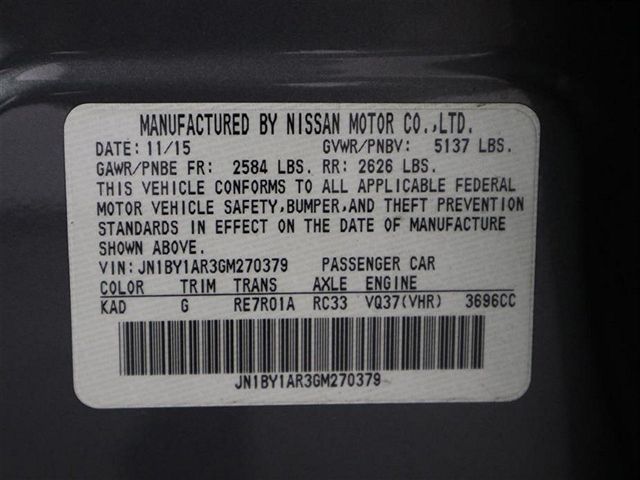 MANUFACTURED BY NISSAN MOTOR CO.,LTD.
DATE: 11/15 GVWR/PNBV: 5137 LBS.
GAWR/PNBE FR: 2584 LBS. RR: 2626 LBS.
THIS VEHICLE CONFORMS TO ALL APPLICABLE FEDERAL
MOTOR VEHICLE SAFETY,BUMPER,AND THEFT PREVENTION
STANDARDS IN EFFECT ON THE DATE OF MANUFACTURE
SHOWN ABOVE.
VIN: JN1BY1AR3GM270379 PASSENGER CAR
COLOR TRIM TRANS AXLE ENGINE
KAD G RE7R01A RC33 VQ37(VHR) 3696CC
JN1BY1AR3GM270379